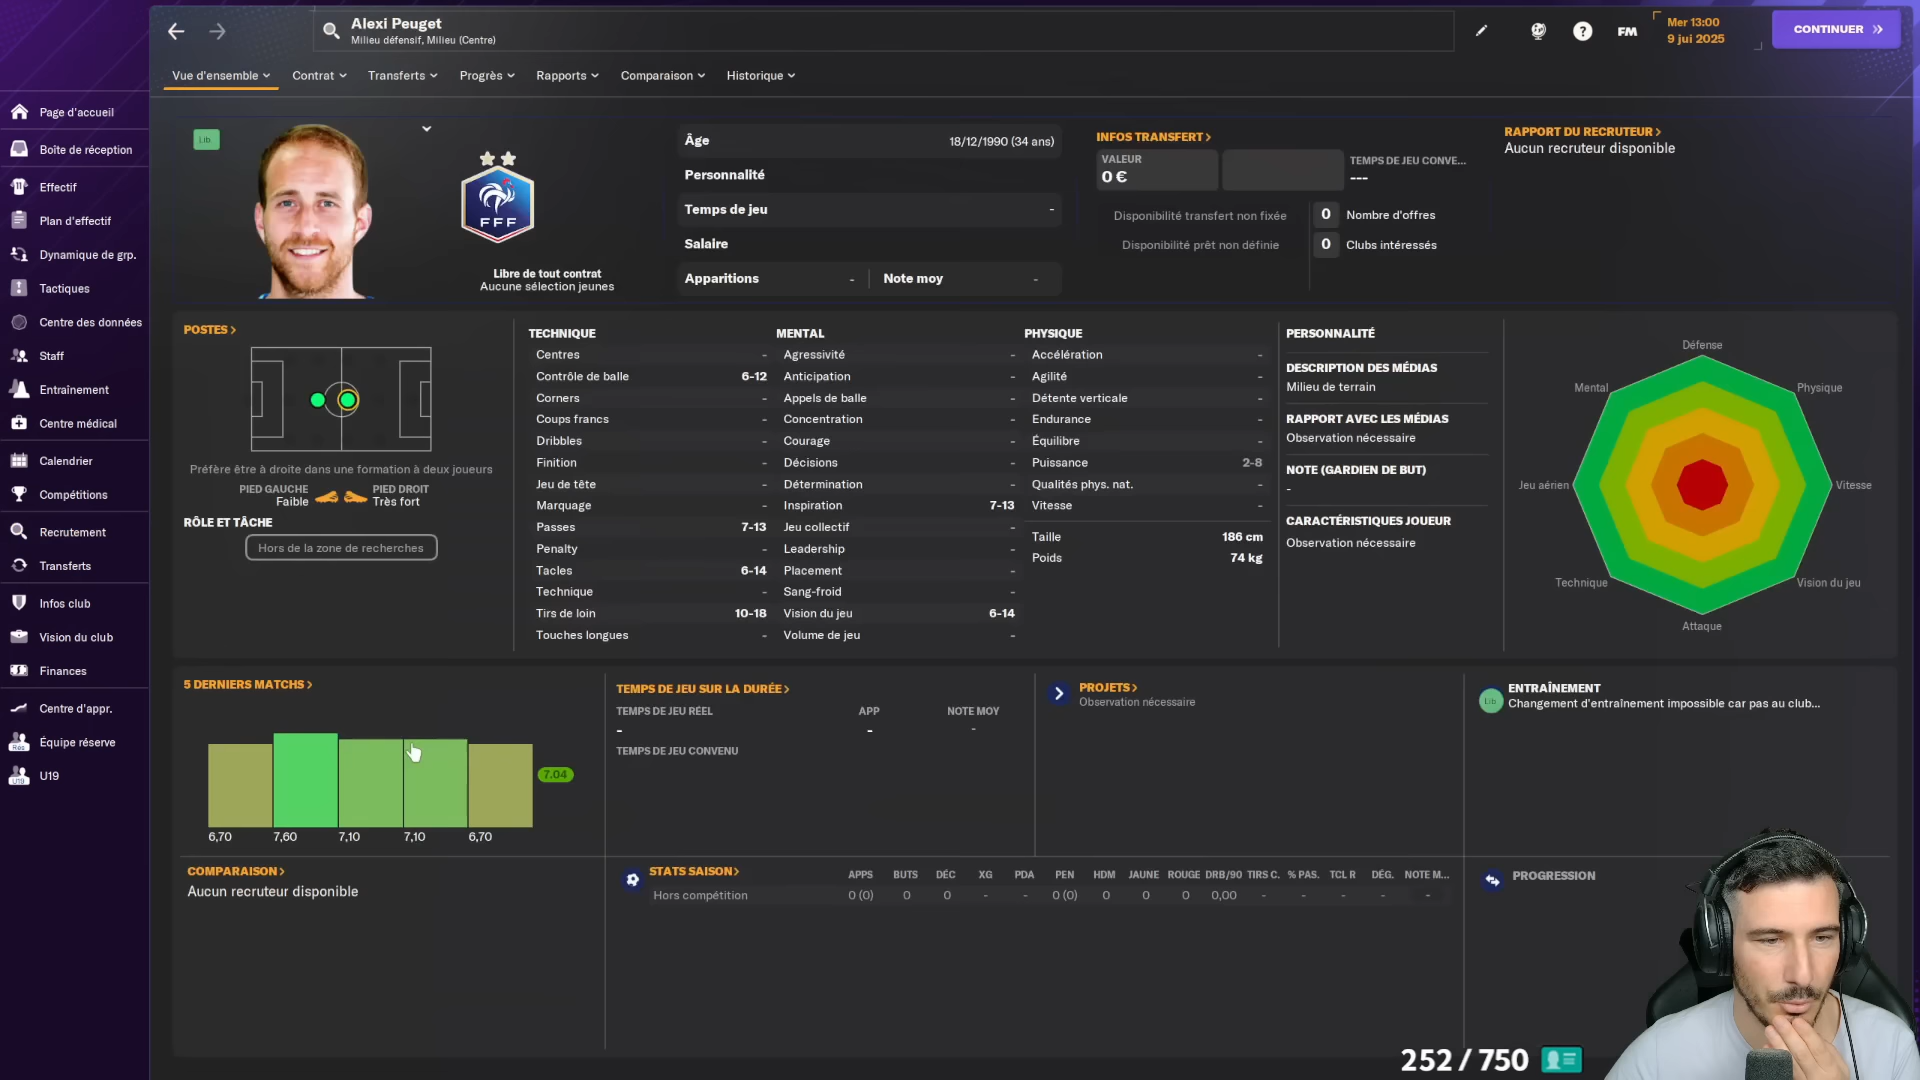 Alexi Peuget
Milieu défensif, Milieu (Centre)
FM
Mer 13:00
9 jui 2025
CONTINUER
Vue d'ensemble
Contrat
Transferts
Progrès
Rapports
Comparaison
Historique
Page d'accueil
Boîte de réception
Effectif
Plan d'effectif
Dynamique de grp.
Tactiques
Centre des données
Staff
Entraînement
Centre médical
Calendrier
Compétitions
Recrutement
Transferts
Infos club
Vision du club
Finances
Centre d'appr.
Équipe réserve
U19
Lib
FFF
Libre de tout contrat
Aucune sélection jeunes
Âge 18/12/1990 (34 ans)
Personnalité
Temps de jeu -
Salaire
Apparitions - Note moy -
INFOS TRANSFERT
VALEUR
0 €
TEMPS DE JEU CONVE...
---
Disponibilité transfert non fixée
0 Nombre d'offres
Disponibilité prêt non définie
0 Clubs intéressés
RAPPORT DU RECRUTEUR
Aucun recruteur disponible
POSTES
Préfère être à droite dans une formation à deux joueurs
PIED GAUCHE
Faible
PIED DROIT
Très fort
RÔLE ET TÂCHE
Hors de la zone de recherches
TECHNIQUE
Centres -
Contrôle de balle 6-12
Corners -
Coups francs -
Dribbles -
Finition -
Jeu de tête -
Marquage -
Passes 7-13
Penalty -
Tacles 6-14
Technique -
Tirs de loin 10-18
Touches longues -
MENTAL
Agressivité -
Anticipation -
Appels de balle -
Concentration -
Courage -
Décisions -
Détermination -
Inspiration 7-13
Jeu collectif -
Leadership -
Placement -
Sang-froid -
Vision du jeu 6-14
Volume de jeu -
PHYSIQUE
Accélération -
Agilité -
Détente verticale -
Endurance -
Équilibre -
Puissance 2-8
Qualités phys. nat. -
Vitesse -
Taille 186 cm
Poids 74 kg
PERSONNALITÉ
DESCRIPTION DES MÉDIAS
Milieu de terrain
RAPPORT AVEC LES MÉDIAS
Observation nécessaire
NOTE (GARDIEN DE BUT)
-
CARACTÉRISTIQUES JOUEUR
Observation nécessaire
Défense
Mental
Physique
Jeu aérien
Vitesse
Technique
Vision du jeu
Attaque
5 DERNIERS MATCHS
7.04
6,70 7,60 7,10 7,10 6,70
TEMPS DE JEU SUR LA DURÉE
TEMPS DE JEU RÉEL APP NOTE MOY
- - -
TEMPS DE JEU CONVENU
PROJETS
Observation nécessaire
Lib
ENTRAÎNEMENT
Changement d'entraînement impossible car pas au club...
COMPARAISON
Aucun recruteur disponible
STATS SAISON APPS BUTS DÉC XG PDA PEN HDM JAUNE ROUGE DRB/90 TIRS C. % PAS. TCL R DÉG. NOTE M...
Hors compétition 0 (0) 0 0 - - 0 (0) 0 0 0 0,00 - - - - -
PROGRESSION
252 / 750